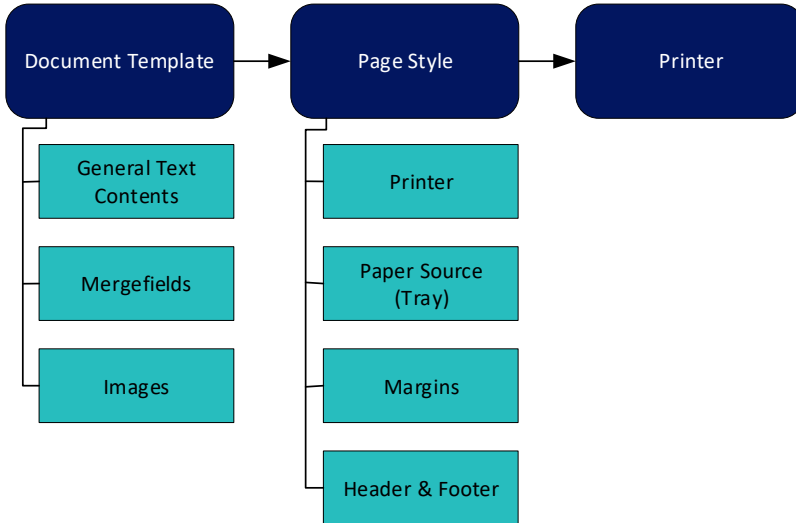 Document Template
Page Style
Printer
General Text
Contents
Mergefields
Images
Printer
Paper Source
(Tray)
Margins
Header & Footer